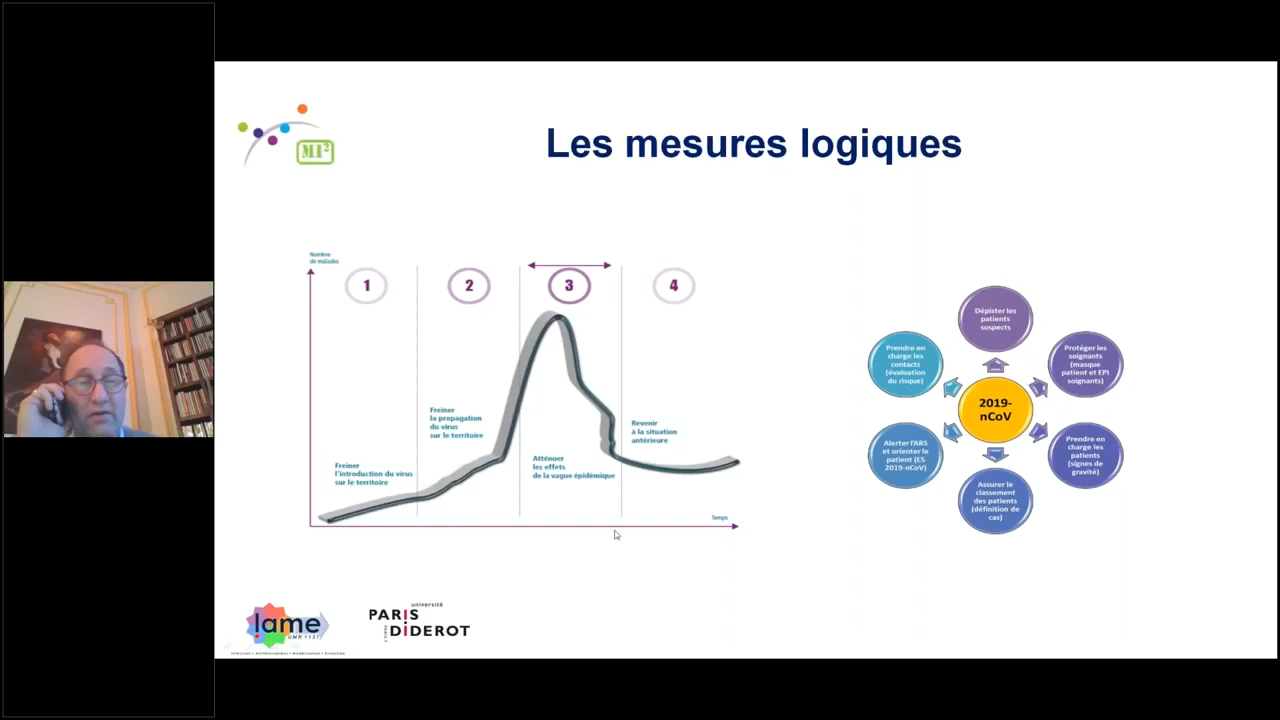 MI²
Les mesures logiques
Nombre
de malades
1
2
3
4
Freiner
l'introduction du virus
sur le territoire
Freiner
la propagation
du virus
sur le territoire
Atténuer
les effets
de la vague épidémique
Revenir
à la situation
antérieure
Temps
Dépister les
patients
suspects
Protéger les
soignants
(masque
patient et EPI
soignants)
Prendre en
charge les
patients
(signes de
gravité)
Assurer le
classement
des patients
(définition de
cas)
Alerter l'ARS
et orienter le
patient (ES
2019-nCoV)
Prendre en
charge les
contacts
(évaluation
du risque)
2019-
nCoV
iame
UMR 1137
université
PARIS
DIDEROT
PARIS 7